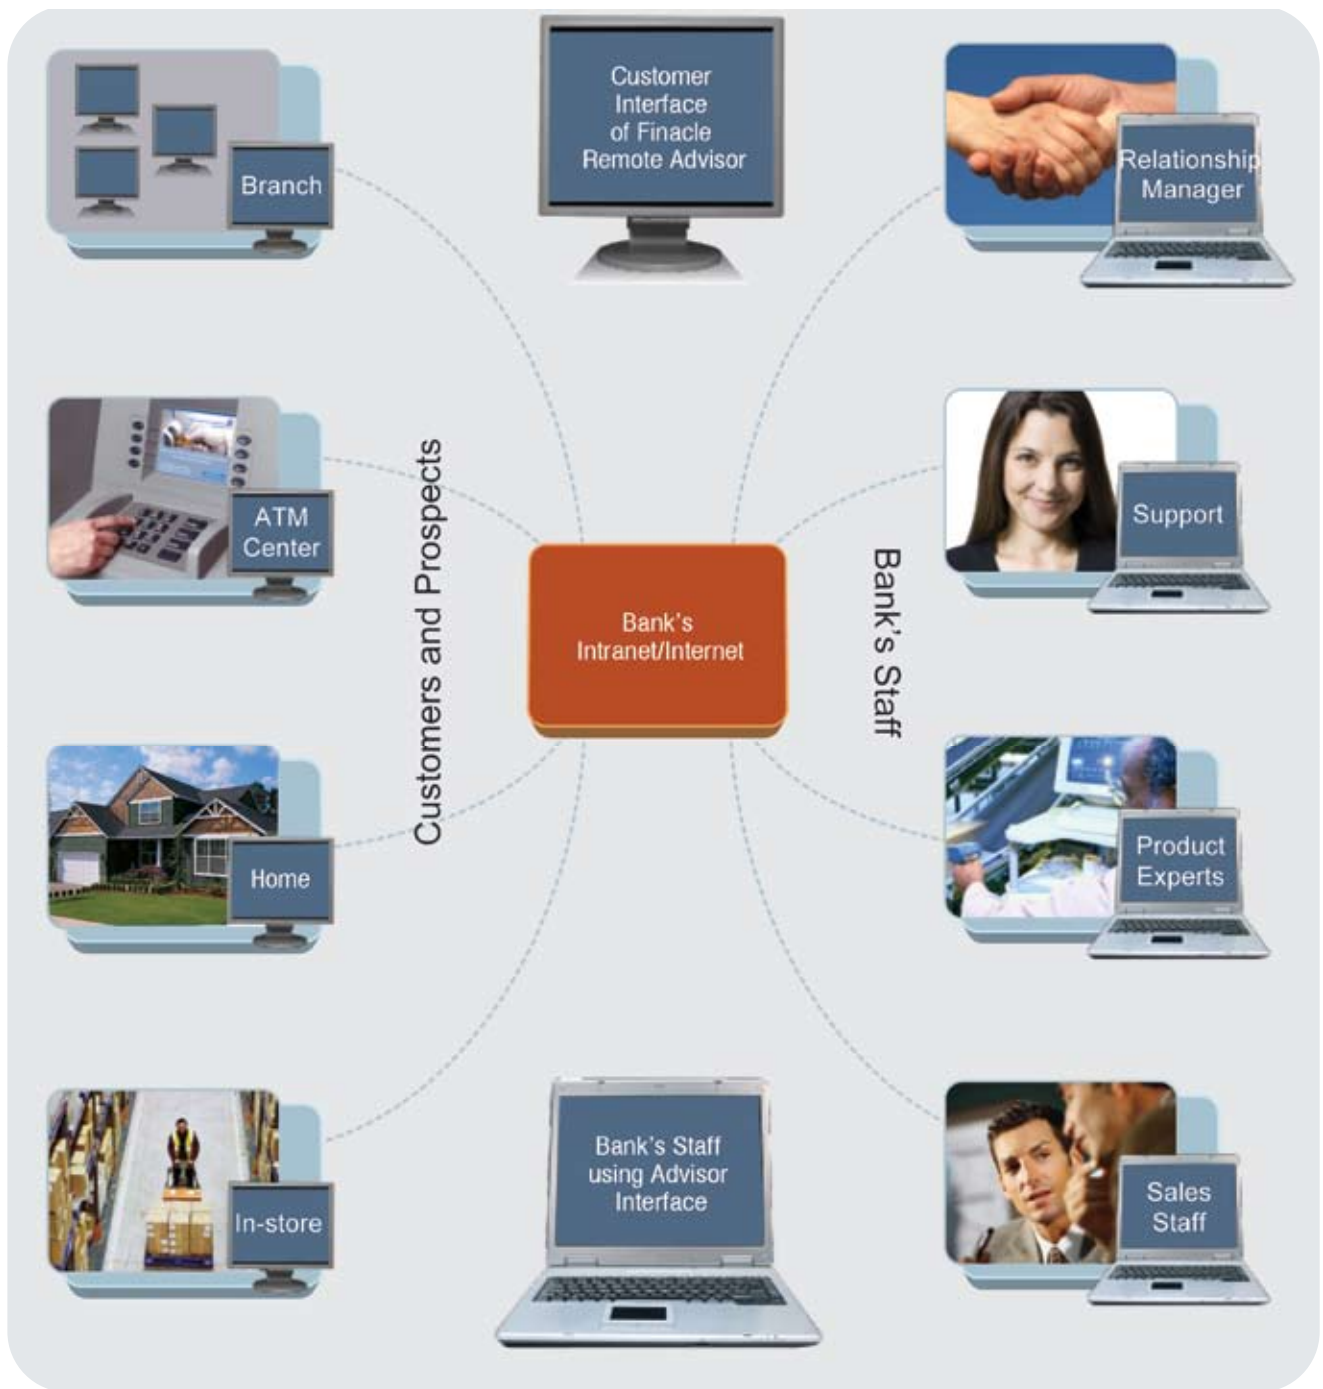 Customer
Interface
of Finacle
Remote Advisor
Branch
Relationship
Manager
ATM
Center
Support
Customers and Prospects
Bank's
Intranet/Internet
Bank's Staff
Home
Product
Experts
In-store
Bank's Staff
using Advisor
Interface
Sales
Staff